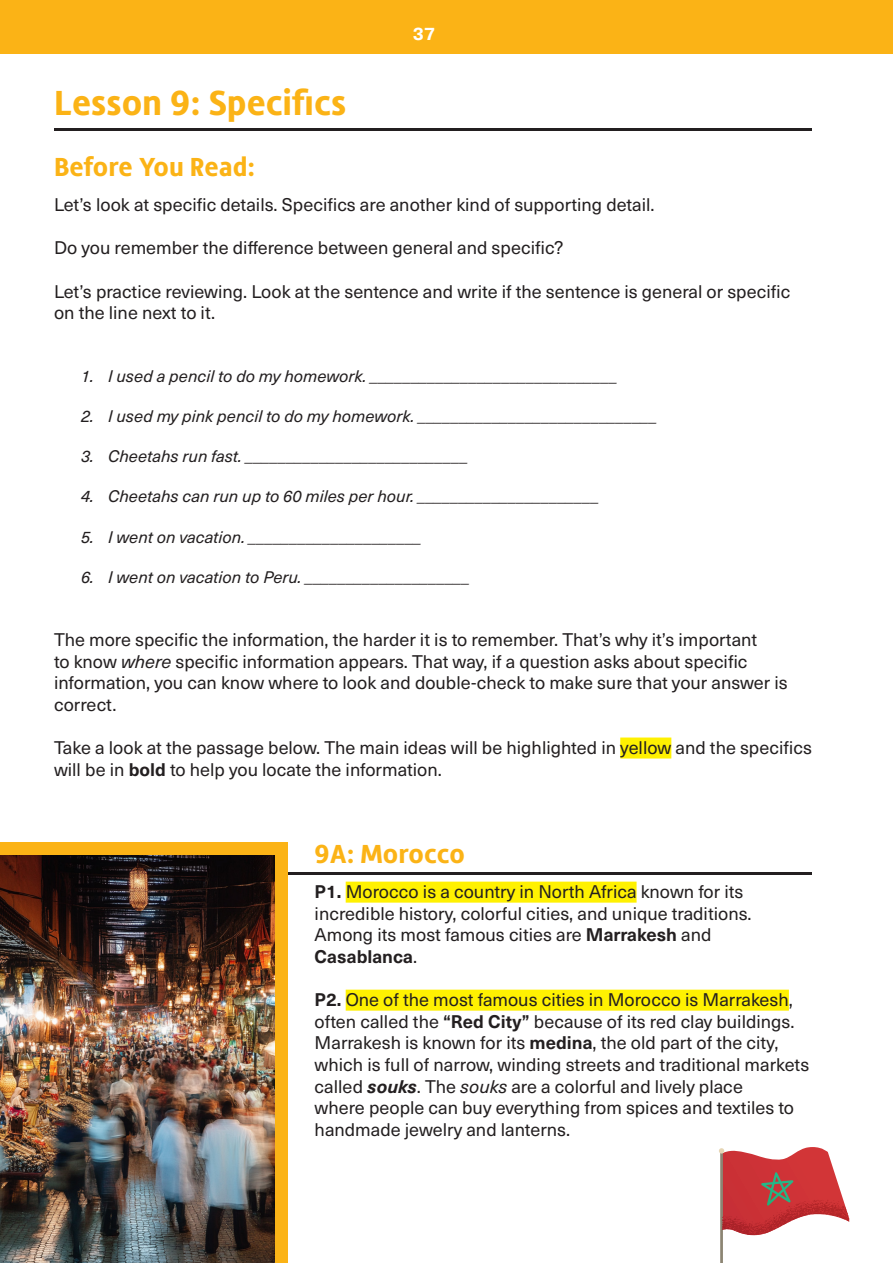 37
Lesson 9: Specifics
Before You Read:
Let’s look at specific details. Specifics are another kind of supporting detail.
Do you remember the difference between general and specific?
Let’s practice reviewing. Look at the sentence and write if the sentence is general or specific
on the line next to it.
1. I used a pencil to do my homework. ______________________________
2. I used my pink pencil to do my homework. _____________________________
3. Cheetahs run fast. ___________________________
4. Cheetahs can run up to 60 miles per hour. ______________________
5. I went on vacation. _____________________
6. I went on vacation to Peru. ____________________
The more specific the information, the harder it is to remember. That’s why it’s important
to know where specific information appears. That way, if a question asks about specific
information, you can know where to look and double-check to make sure that your answer is
correct.
Take a look at the passage below. The main ideas will be highlighted in yellow and the specifics
will be in bold to help you locate the information.
9A: Morocco
P1. Morocco is a country in North Africa known for its
incredible history, colorful cities, and unique traditions.
Among its most famous cities are Marrakesh and
Casablanca.
P2. One of the most famous cities in Morocco is Marrakesh,
often called the “Red City” because of its red clay buildings.
Marrakesh is known for its medina, the old part of the city,
which is full of narrow, winding streets and traditional markets
called souks. The souks are a colorful and lively place
where people can buy everything from spices and textiles to
handmade jewelry and lanterns.